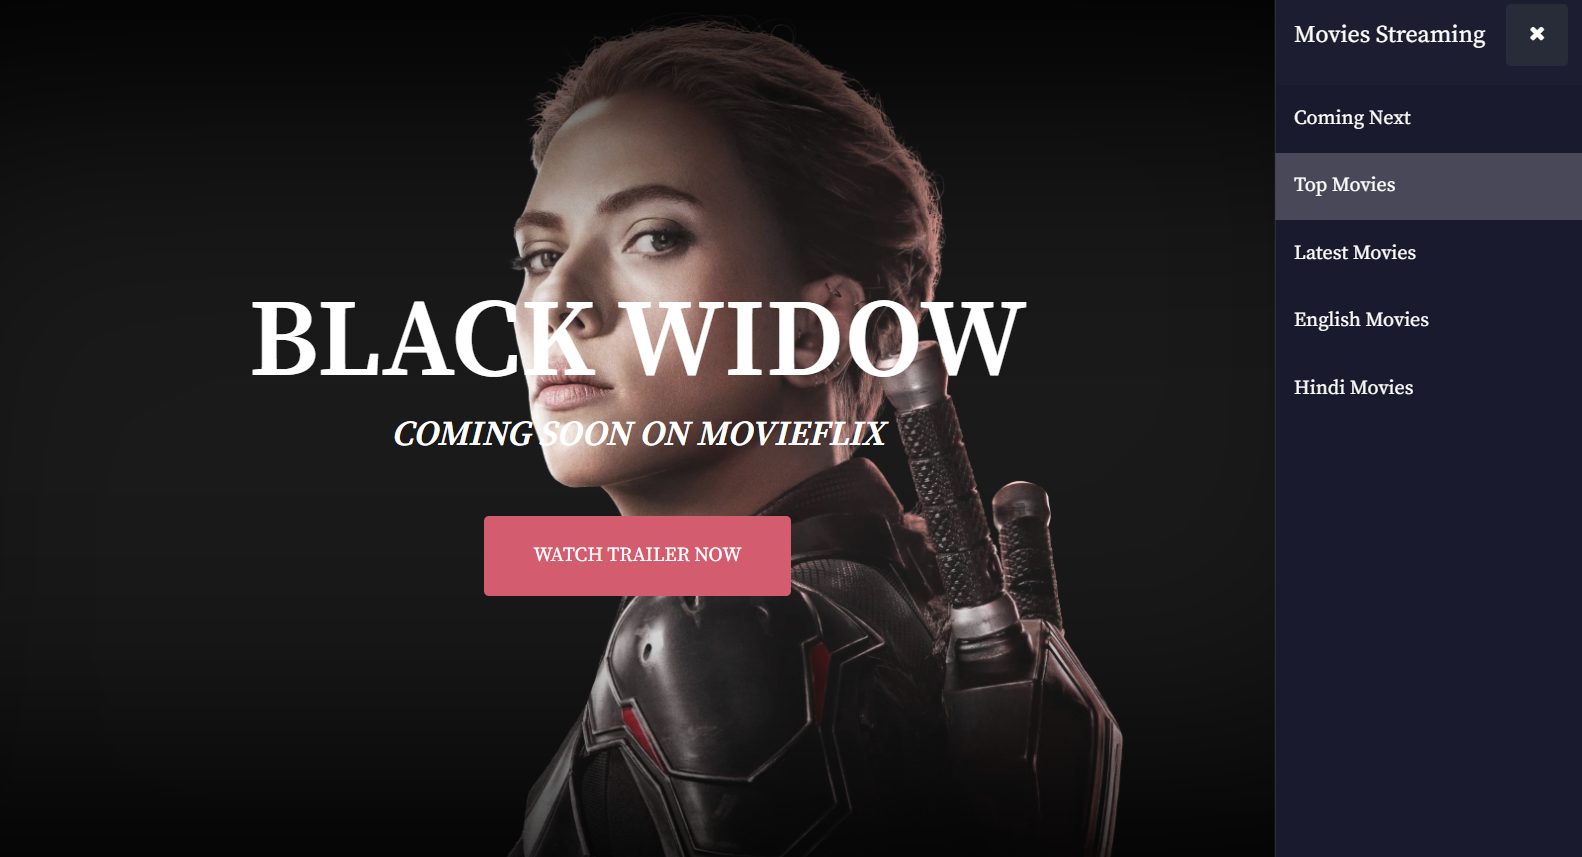 Movies Streaming
Coming Next
Top Movies
Latest Movies
English Movies
Hindi Movies
BLACK WIDOW
COMING SOON ON MOVIEFLIX
WATCH TRAILER NOW